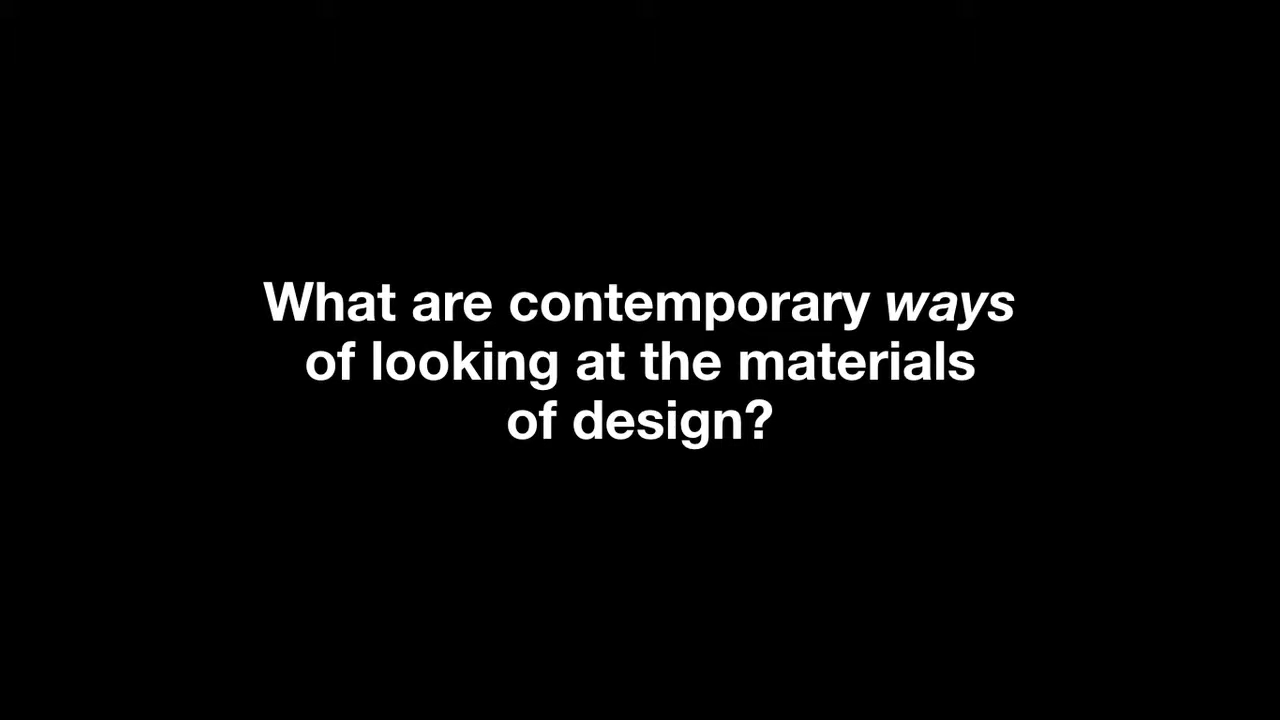 What are contemporary ways
of looking at the materials
of design?